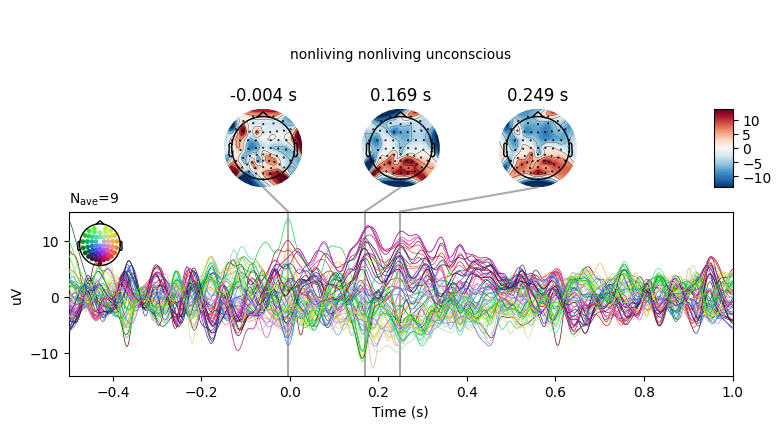 nonliving nonliving unconscious
-0.004 s 0.169 s 0.249 s
10
5
0
−5
−10
Nave=9
10
0
−10
uV
−0.4 −0.2 0.0 0.2 0.4 0.6 0.8 1.0
Time (s)